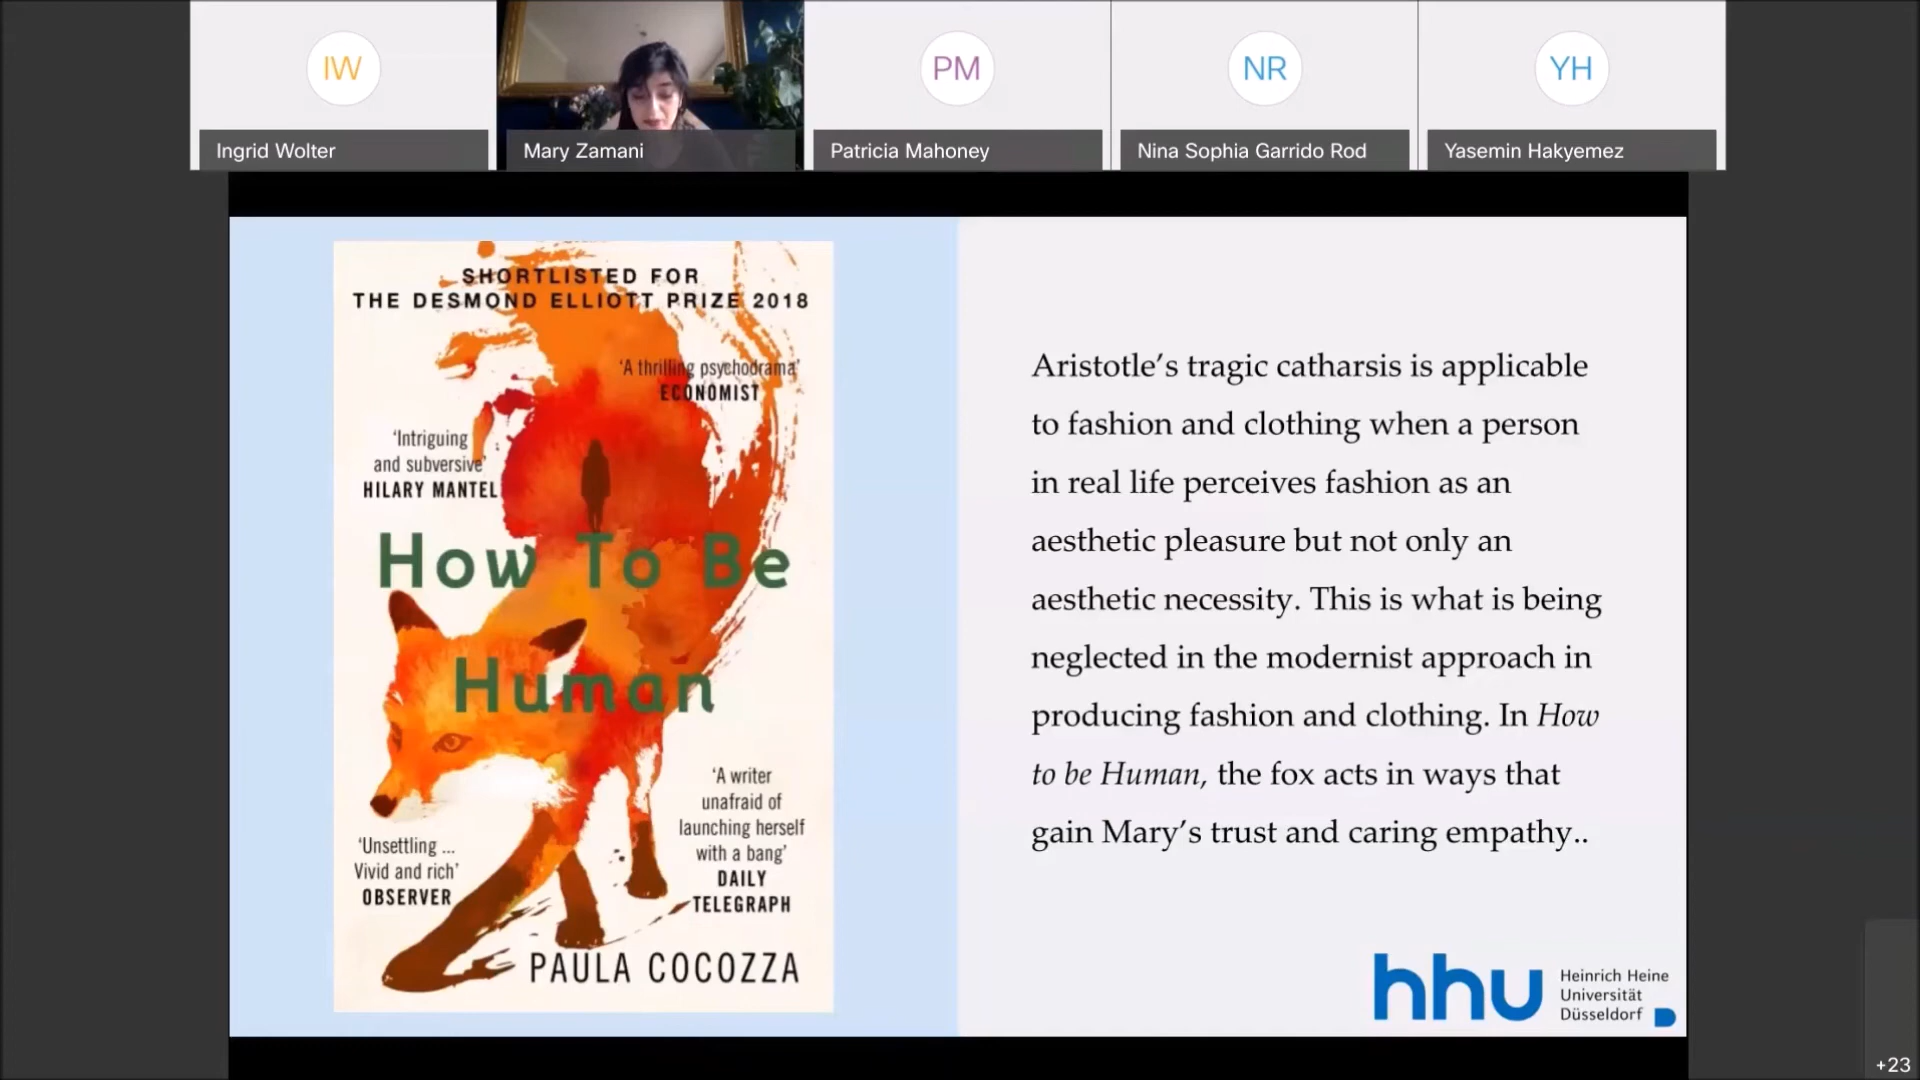 IW
PM
NR
YH
Ingrid Wolter
Mary Zamani
Patricia Mahoney
Nina Sophia Garrido Rod
Yasemin Hakyemez
SHORTLISTED FOR
THE DESMOND ELLIOTT PRIZE 2018
'A thrilling psychodrama'
ECONOMIST
'Intriguing
and subversive'
HILARY MANTEL
How To Be
Human
'A writer
unafraid of
launching herself
with a bang'
DAILY
TELEGRAPH
'Unsettling ...
Vivid and rich'
OBSERVER
PAULA COCOZZA
Aristotle’s tragic catharsis is applicable
to fashion and clothing when a person
in real life perceives fashion as an
aesthetic pleasure but not only an
aesthetic necessity. This is what is being
neglected in the modernist approach in
producing fashion and clothing. In How
to be Human, the fox acts in ways that
gain Mary’s trust and caring empathy..
hhu
Heinrich Heine
Universität
Düsseldorf
+23